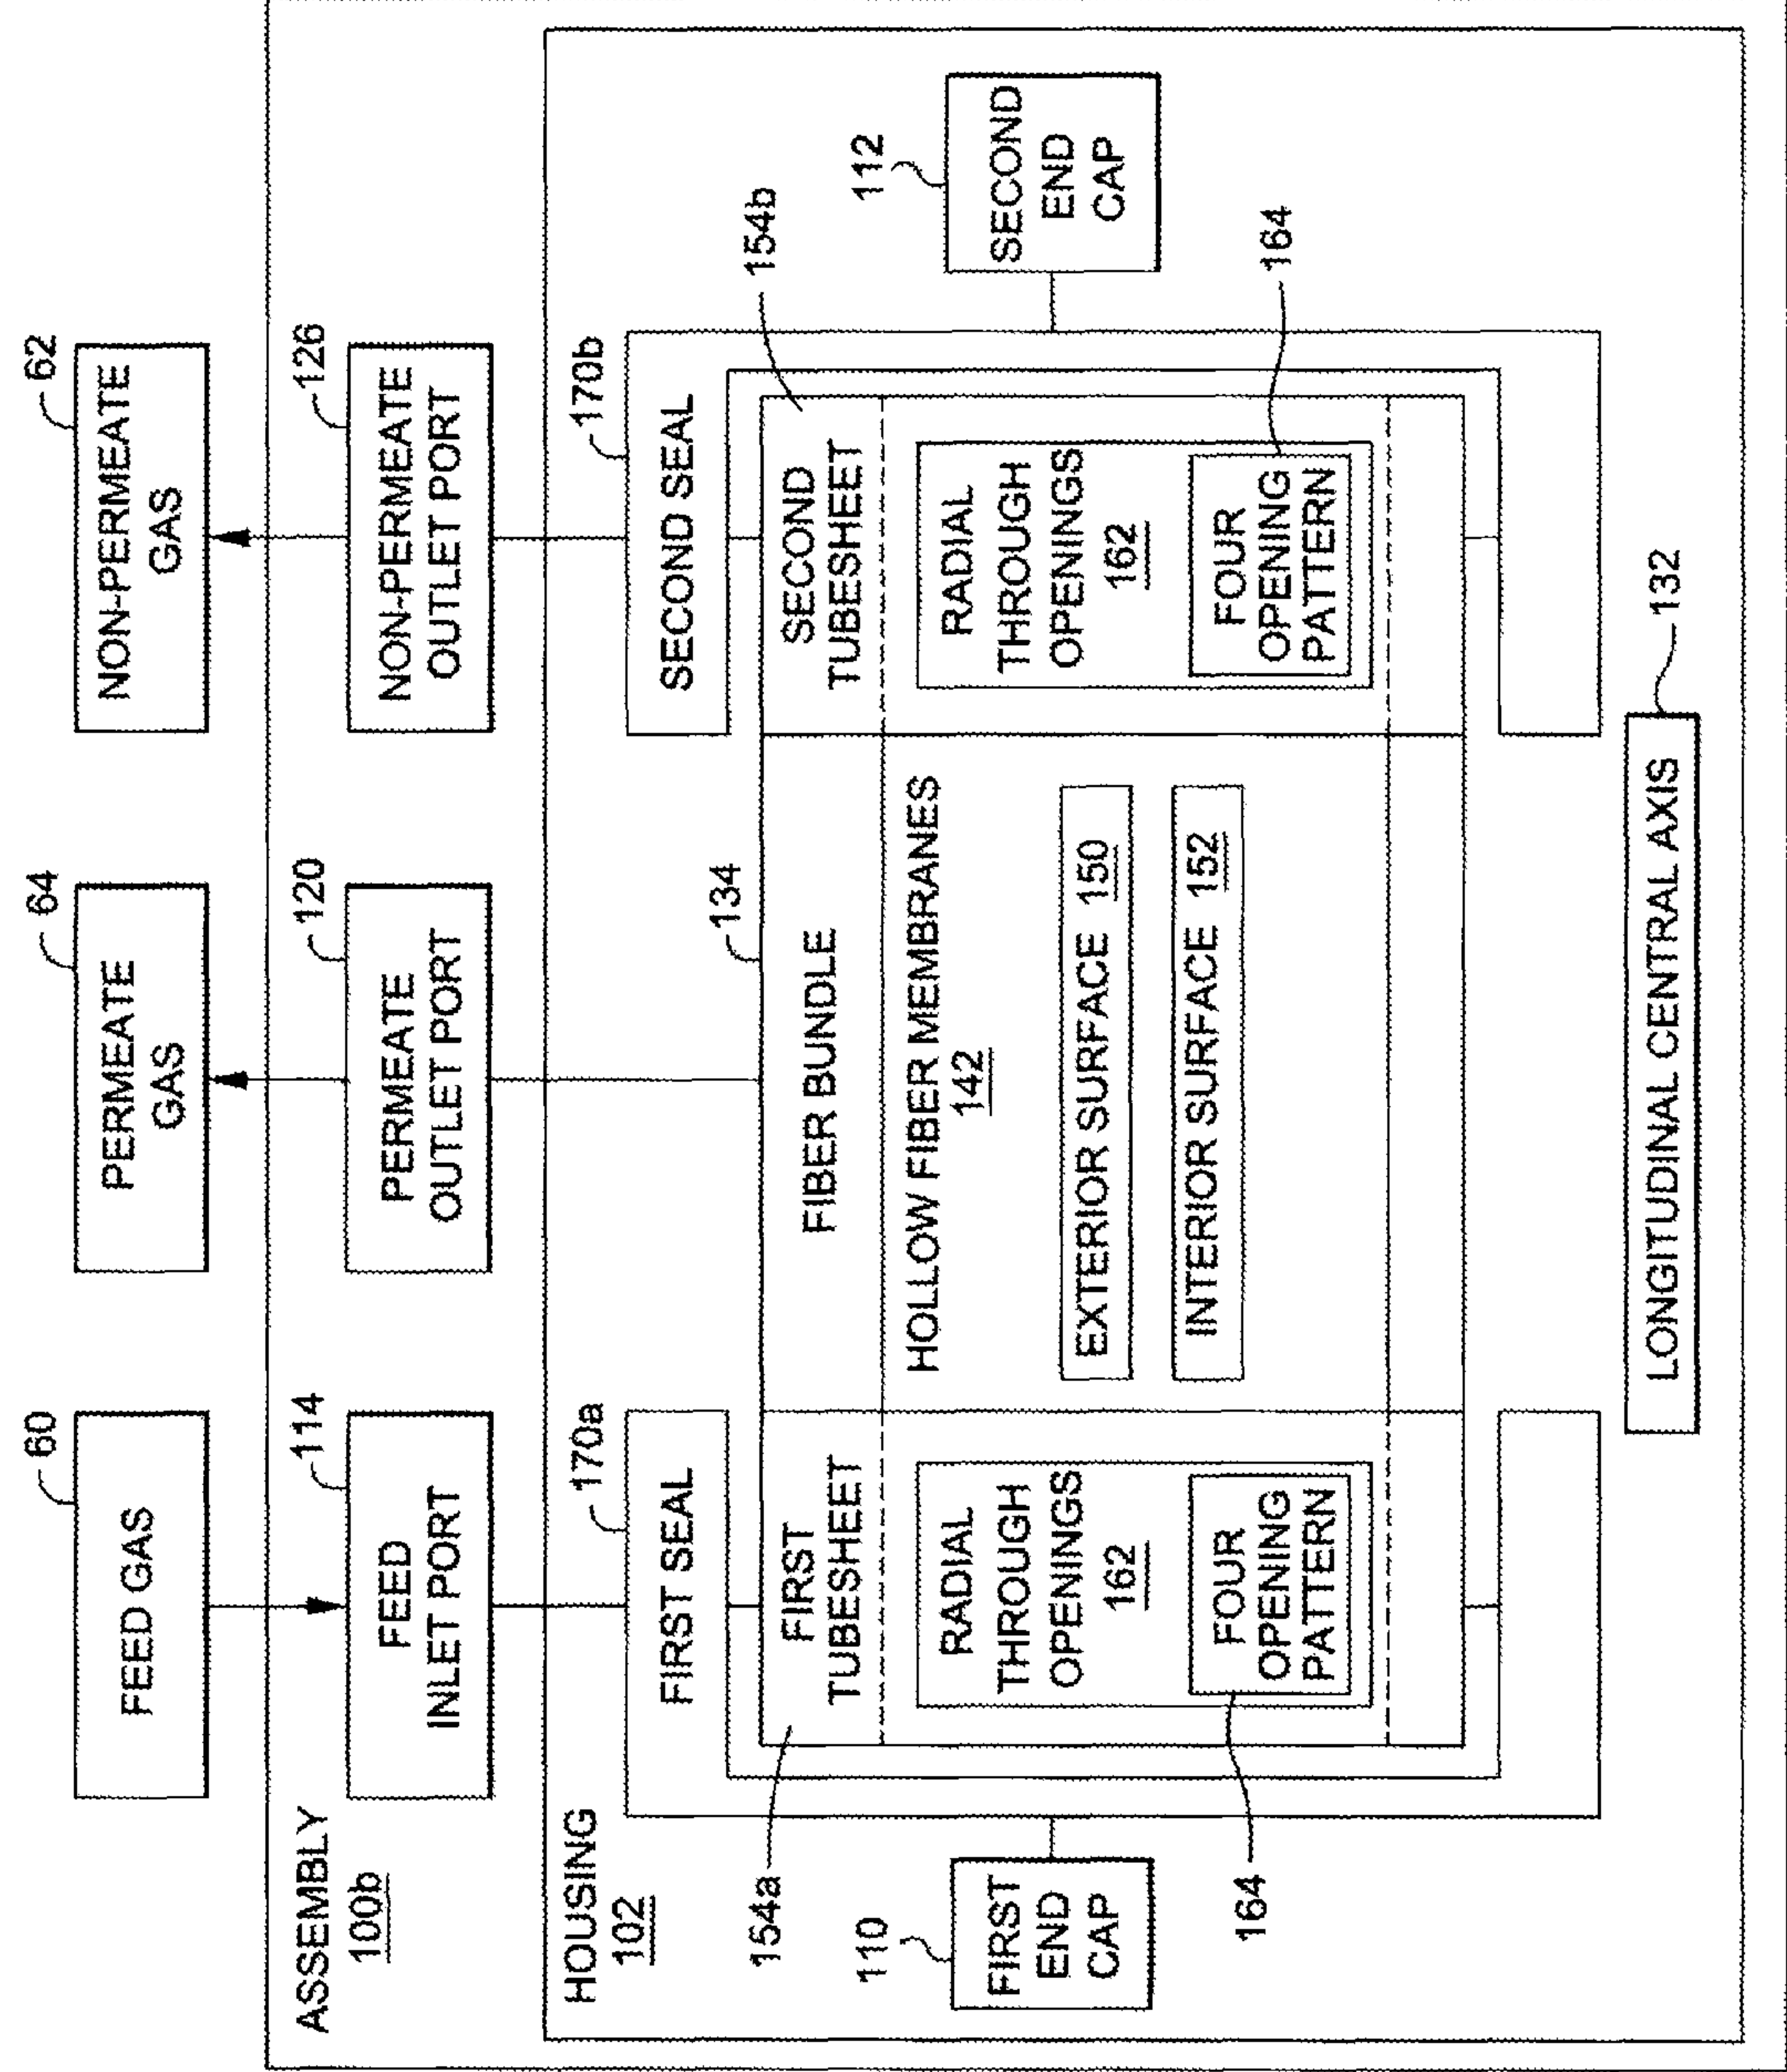 60
FEED GAS
64
PERMEATE
GAS
62
NON-PERMEATE
GAS
ASSEMBLY
100b
114
FEED
INLET PORT
120
PERMEATE
OUTLET PORT
126
NON-PERMEATE
OUTLET PORT
HOUSING
102
170a
FIRST SEAL
134
170b
SECOND SEAL
154a
FIRST
TUBESHEET
FIBER BUNDLE
SECOND
TUBESHEET
154b
110
FIRST
END
CAP
RADIAL
THROUGH
OPENINGS
162
FOUR
OPENING
PATTERN
164
HOLLOW FIBER MEMBRANES
142
EXTERIOR SURFACE 150
INTERIOR SURFACE 152
RADIAL
THROUGH
OPENINGS
162
FOUR
OPENING
PATTERN
164
112
SECOND
END
CAP
LONGITUDINAL CENTRAL AXIS
132